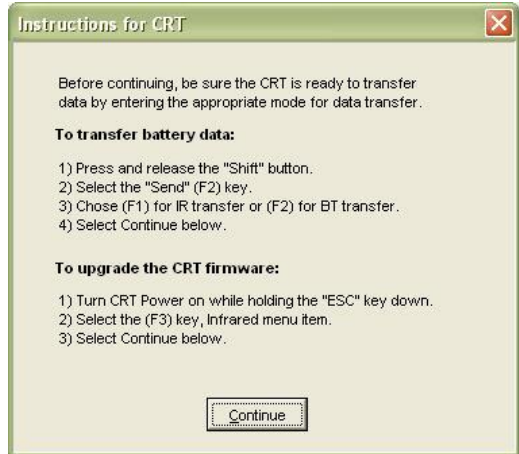 Instructions for CRT
Before continuing, be sure the CRT is ready to transfer
data by entering the appropriate mode for data transfer.
To transfer battery data:
1) Press and release the "Shift" button.
2) Select the "Send" (F2) key.
3) Chose (F1) for IR transfer or (F2) for BT transfer.
4) Select Continue below.
To upgrade the CRT firmware:
1) Turn CRT Power on while holding the "ESC" key down.
2) Select the (F3) key, Infrared menu item.
3) Select Continue below.
Continue